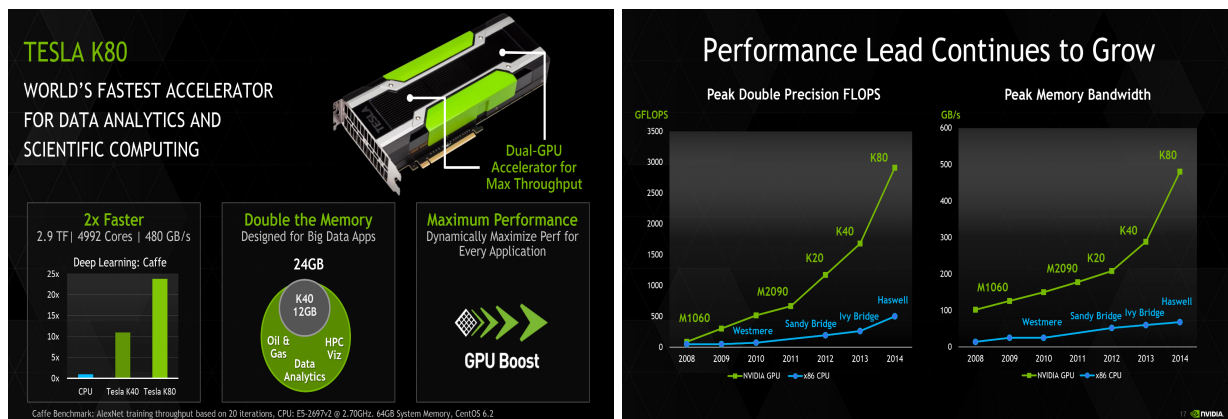 TESLA K80
WORLD'S FASTEST ACCELERATOR
FOR DATA ANALYTICS AND
SCIENTIFIC COMPUTING
TESLA
Dual-GPU
Accelerator for
Max Throughput
2x Faster
2.9 TF| 4992 Cores | 480 GB/s
Deep Learning: Caffe
25x
20x
15x
10x
5x
0x
CPU
Tesla K40
Tesla K80
Double the Memory
Designed for Big Data Apps
24GB
K40
12GB
Oil &
Gas
HPC
Viz
Data
Analytics
Maximum Performance
Dynamically Maximize Perf for
Every Application
GPU Boost
Caffe Benchmark: AlexNet training throughput based on 20 iterations, CPU: E5-2697v2 @ 2.70GHz. 64GB System Memory, CentOS 6.2
Performance Lead Continues to Grow
Peak Double Precision FLOPS
GFLOPS
3500
3000
2500
2000
1500
1000
500
0
K80
K40
K20
M2090
M1060
Haswell
Ivy Bridge
Sandy Bridge
Westmere
2008 2009 2010 2011 2012 2013 2014
NVIDIA GPU
x86 CPU
Peak Memory Bandwidth
GB/s
600
500
400
300
200
100
0
K80
K40
K20
M2090
M1060
Haswell
Ivy Bridge
Sandy Bridge
Westmere
2008 2009 2010 2011 2012 2013 2014
NVIDIA GPU
x86 CPU
17
NVIDIA